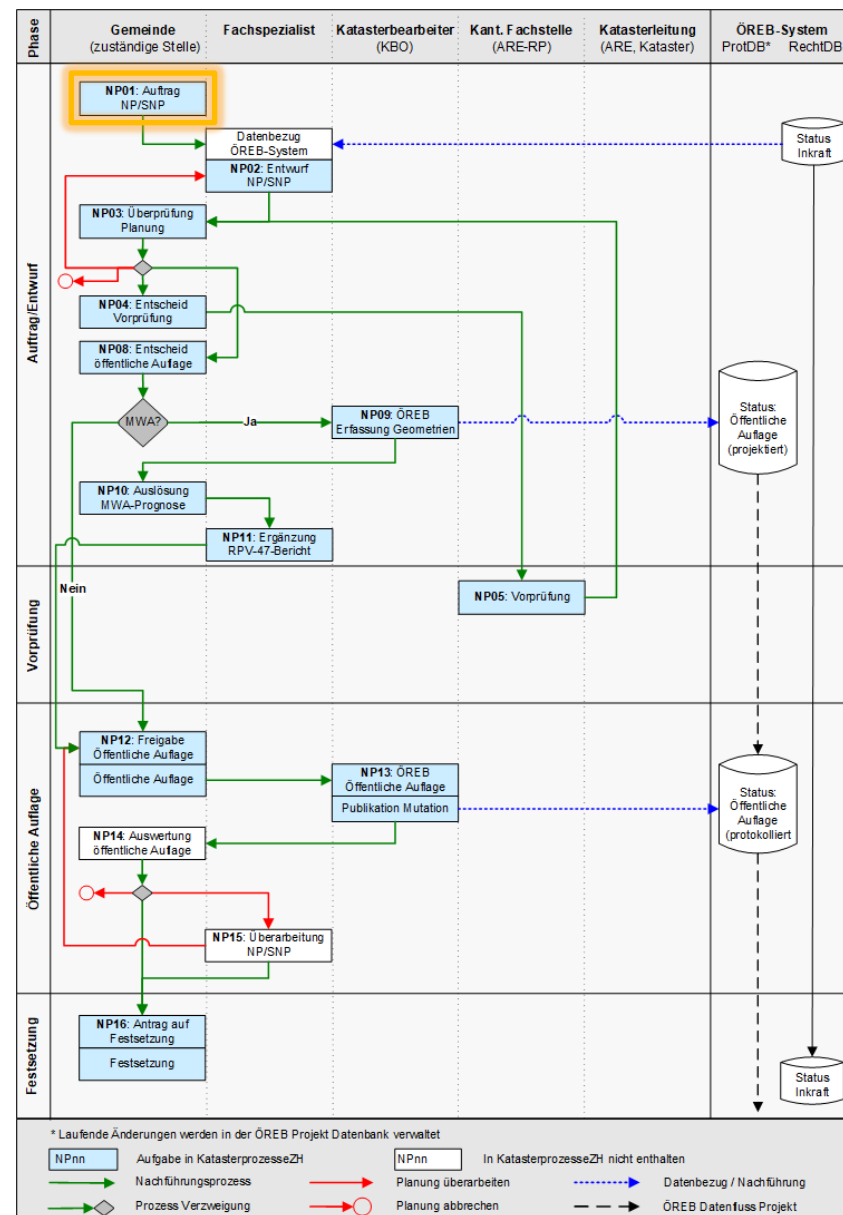 Phase
Gemeinde
(zuständige Stelle)
Fachspezialist
Katasterbearbeiter
(KBO)
Kant. Fachstelle
(ARE-RP)
Katasterleitung
(ARE, Kataster)
ÖREB-System
ProtDB* RechtDB
Auftrag/Entwurf
NP01: Auftrag
NP/SNP
Datenbezug
ÖREB-System
NP02: Entwurf
NP/SNP
Status
Inkraft
NP03: Überprüfung
Planung
NP04: Entscheid
Vorprüfung
NP08: Entscheid
öffentliche Auflage
MWA?
Ja
NP09: ÖREB
Erfassung Geometrien
Status:
Öffentliche
Auflage
(projektiert)
NP10: Auslösung
MWA-Prognose
NP11: Ergänzung
RPV-47-Bericht
Nein
Vorprüfung
NP05: Vorprüfung
Öffentliche Auflage
NP12: Freigabe
Öffentliche Auflage
Öffentliche Auflage
NP13: ÖREB
Öffentliche Auflage
Publikation Mutation
Status:
Öffentliche
Auflage
(protokolliert
NP14: Auswertung
öffentliche Auflage
NP15: Überarbeitung
NP/SNP
Festsetzung
NP16: Antrag auf
Festsetzung
Festsetzung
Status
Inkraft
* Laufende Änderungen werden in der ÖREB Projekt Datenbank verwaltet
NPnn Aufgabe in KatasterprozesseZH NPnn In KatasterprozesseZH nicht enthalten
Nachführungsprozess Planung überarbeiten Datenbezug / Nachführung
Prozess Verzweigung Planung abbrechen ÖREB Datenfluss Projekt